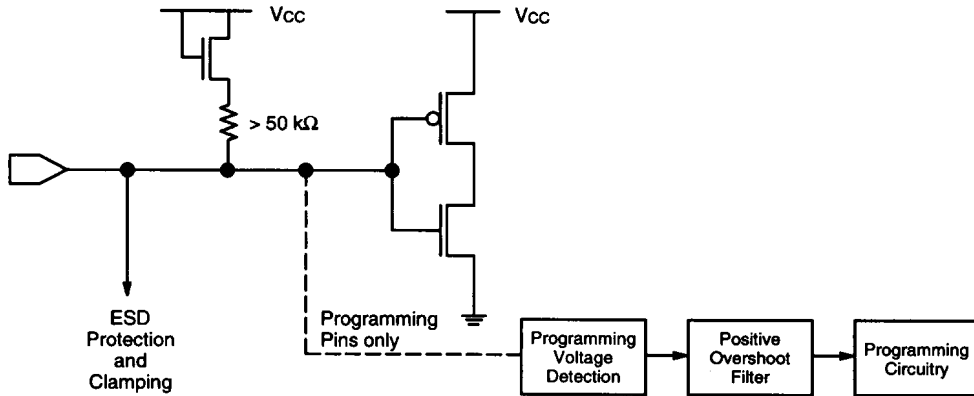 VCC
VCC
> 50 kΩ
ESD
Protection
and
Clamping
Programming
Pins only
Programming
Voltage
Detection
Positive
Overshoot
Filter
Programming
Circuitry